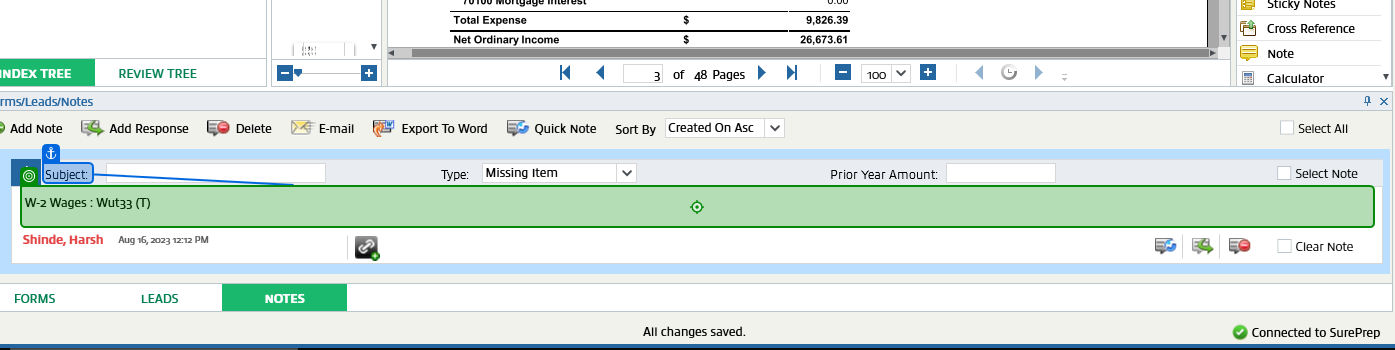 70100 Mortgage Interest 0.00
Total Expense $ 9,826.39
Net Ordinary Income $ 26,673.61
Sticky Notes
Cross Reference
Note
Calculator
INDEX TREE REVIEW TREE
3 of 48 Pages 100
rms/Leads/Notes
Add Note Add Response Delete E-mail Export To Word Quick Note Sort By Created On Asc Select All
Subject: Type: Missing Item Prior Year Amount: Select Note
W-2 Wages : Wut33 (T)
Shinde, Harsh Aug 16, 2023 12:12 PM Clear Note
FORMS LEADS NOTES
All changes saved. Connected to SurePrep